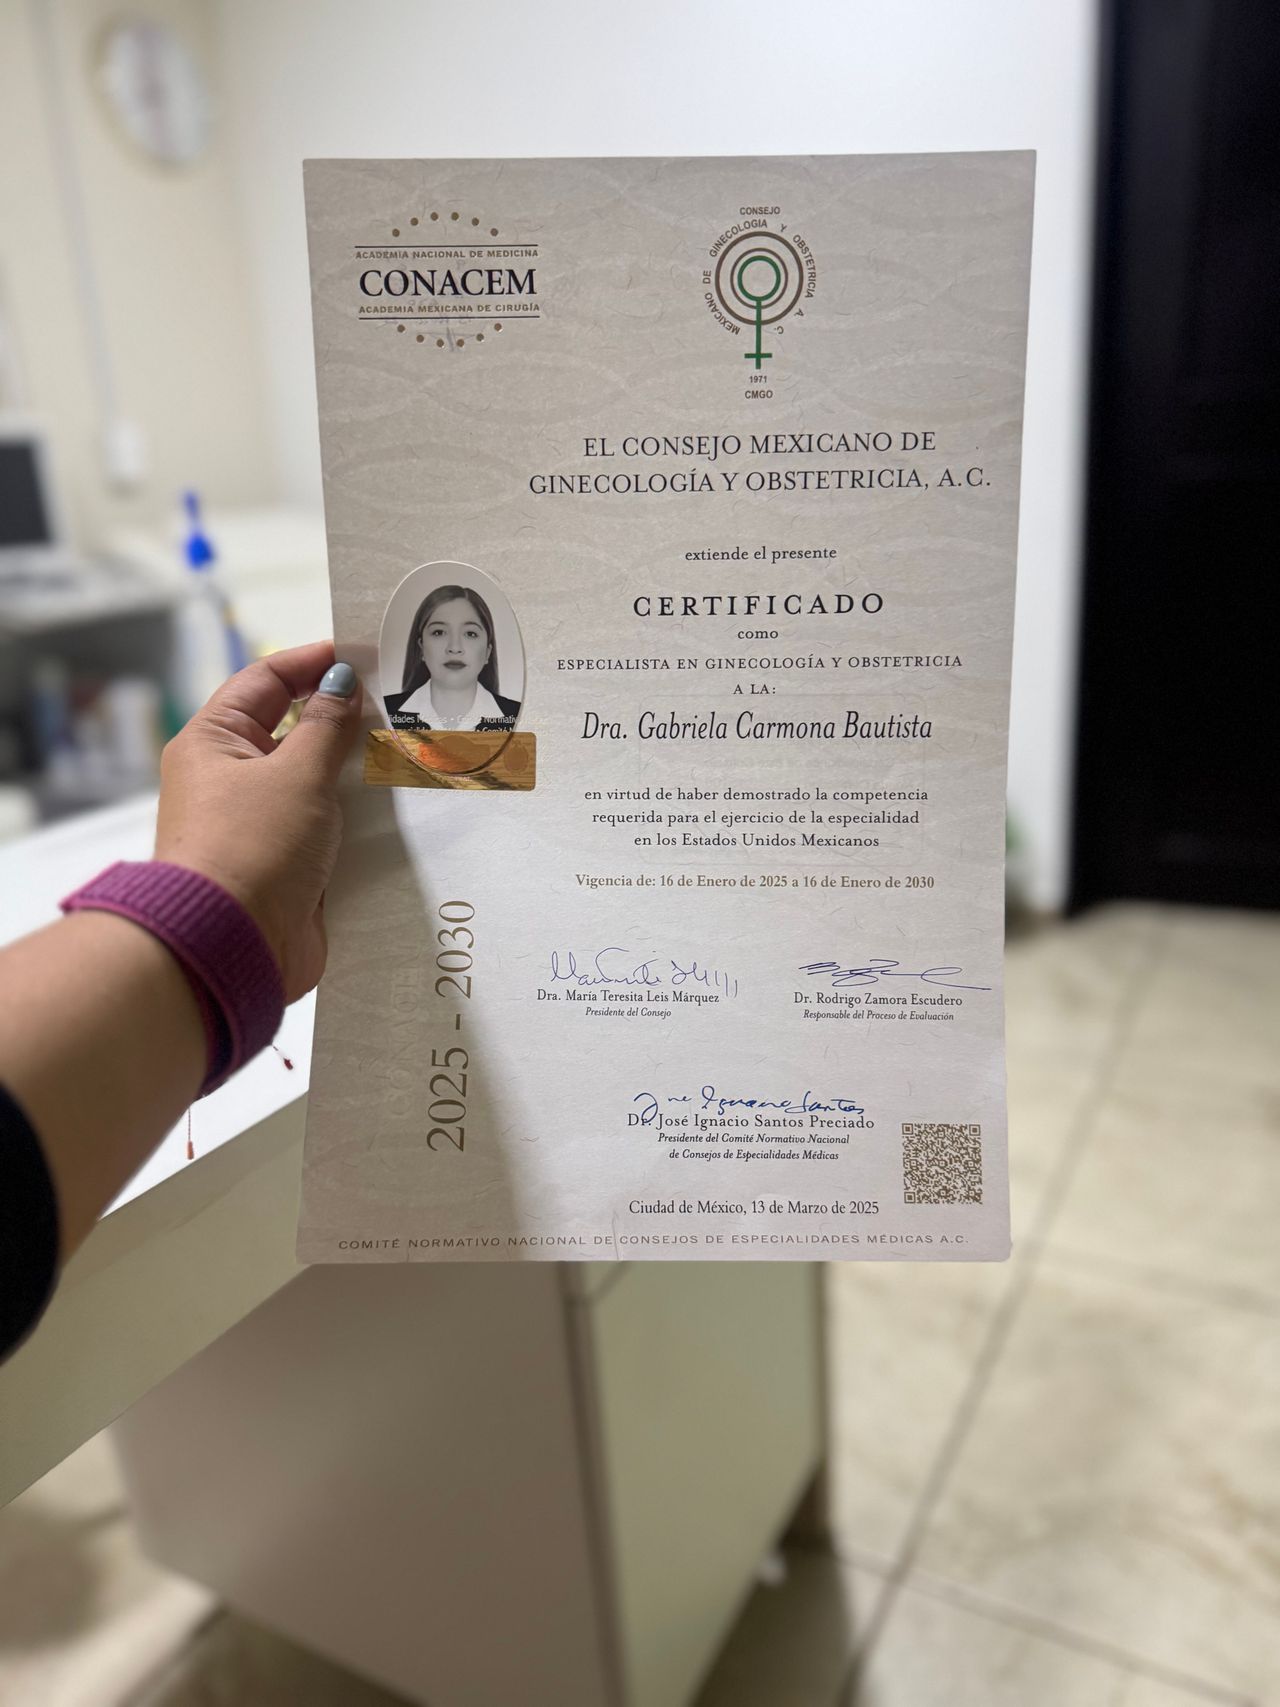 ACADEMIA NACIONAL DE MEDICINA
CONACEM
ACADEMIA MEXICANA DE CIRUGÍA
CONSEJO MEXICANO DE GINECOLOGIA Y OBSTETRICIA A. C.
1971
CMGO
EL CONSEJO MEXICANO DE
GINECOLOGÍA Y OBSTETRICIA, A.C.
extiende el presente
CERTIFICADO
como
ESPECIALISTA EN GINECOLOGÍA Y OBSTETRICIA
A LA:
Dra. Gabriela Carmona Bautista
en virtud de haber demostrado la competencia
requerida para el ejercicio de la especialidad
en los Estados Unidos Mexicanos
Vigencia de: 16 de Enero de 2025 a 16 de Enero de 2030
2025 - 2030
Dra. María Teresita Leis Márquez
Presidente del Consejo
Dr. Rodrigo Zamora Escudero
Responsable del Proceso de Evaluación
Dr. José Ignacio Santos Preciado
Presidente del Comité Normativo Nacional
de Consejos de Especialidades Médicas
Ciudad de México, 13 de Marzo de 2025
COMITÉ NORMATIVO NACIONAL DE CONSEJOS DE ESPECIALIDADES MÉDICAS A.C.